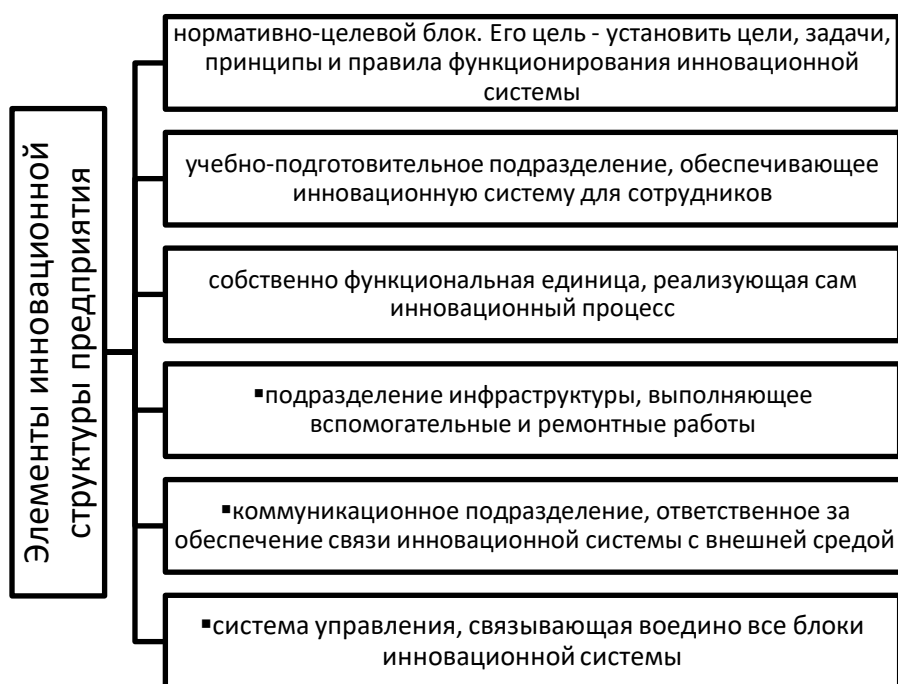 Элементы инновационной
структуры предприятия
нормативно-целевой блок. Его цель - установить цели, задачи,
принципы и правила функционирования инновационной
системы
учебно-подготовительное подразделение, обеспечивающее
инновационную систему для сотрудников
собственно функциональная единица, реализующая сам
инновационный процесс
▪подразделение инфраструктуры, выполняющее
вспомогательные и ремонтные работы
▪коммуникационное подразделение, ответственное за
обеспечение связи инновационной системы с внешней средой
▪система управления, связывающая воедино все блоки
инновационной системы